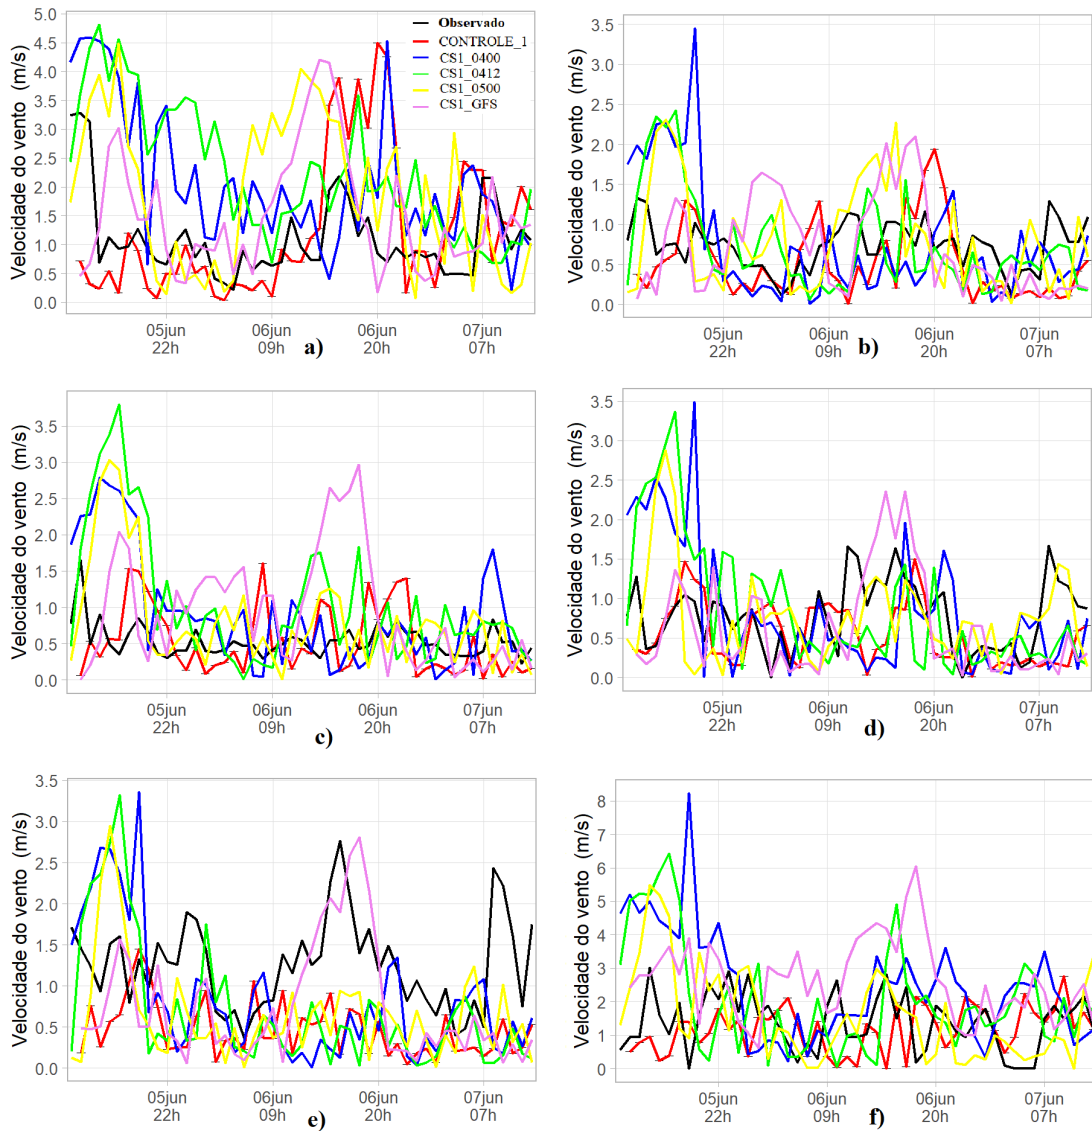 Velocidade do vento (m/s)
5.0
4.5
4.0
3.5
3.0
2.5
2.0
1.5
1.0
0.5
0.0
Observado
CONTROLE_1
CS1_0400
CS1_0412
CS1_0500
CS1_GFS
05jun 06jun 06jun 07jun
22h 09h 20h 07h
a)
Velocidade do vento (m/s)
3.5
3.0
2.5
2.0
1.5
1.0
0.5
0.0
05jun 06jun 06jun 07jun
22h 09h 20h 07h
b)
Velocidade do vento (m/s)
3.5
3.0
2.5
2.0
1.5
1.0
0.5
0.0
05jun 06jun 06jun 07jun
22h 09h 20h 07h
c)
Velocidade do vento (m/s)
3.5
3.0
2.5
2.0
1.5
1.0
0.5
0.0
05jun 06jun 06jun 07jun
22h 09h 20h 07h
d)
Velocidade do vento (m/s)
3.5
3.0
2.5
2.0
1.5
1.0
0.5
0.0
05jun 06jun 06jun 07jun
22h 09h 20h 07h
e)
Velocidade do vento (m/s)
8
7
6
5
4
3
2
1
0
05jun 06jun 06jun 07jun
22h 09h 20h 07h
f)